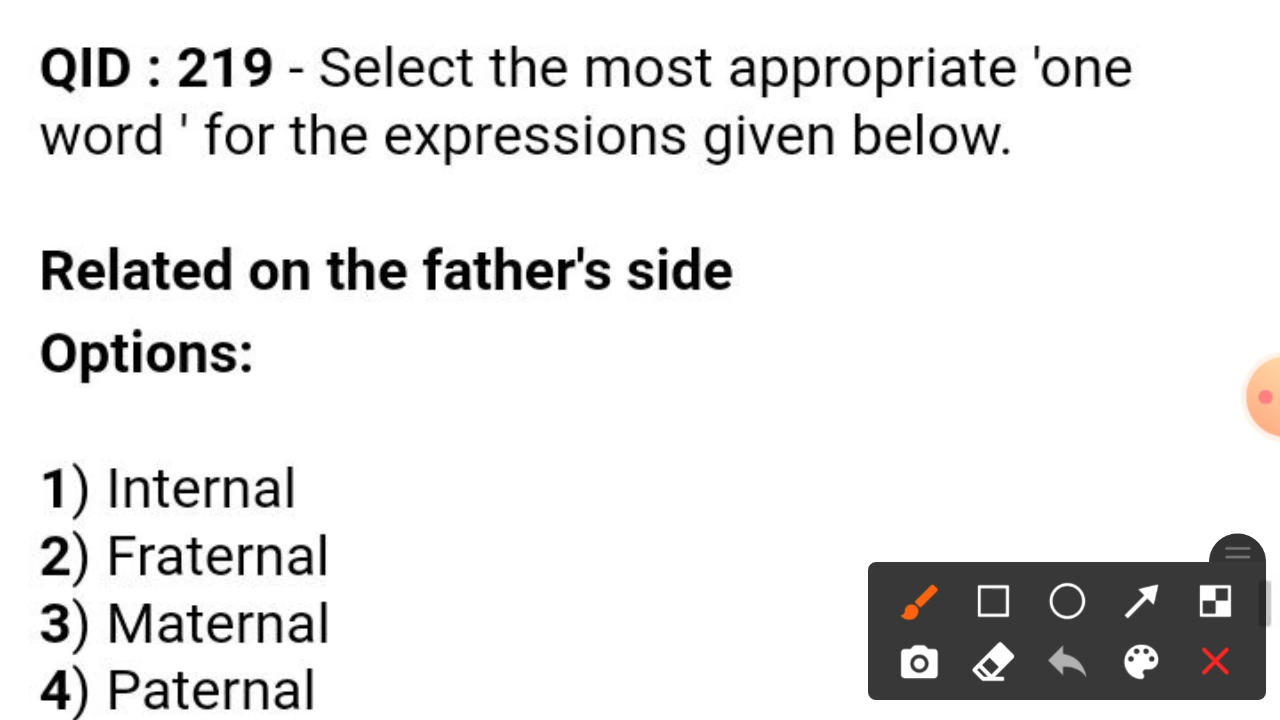 QID : 219 - Select the most appropriate 'one
word ' for the expressions given below.
Related on the father's side
Options:
1) Internal
2) Fraternal
3) Maternal
4) Paternal